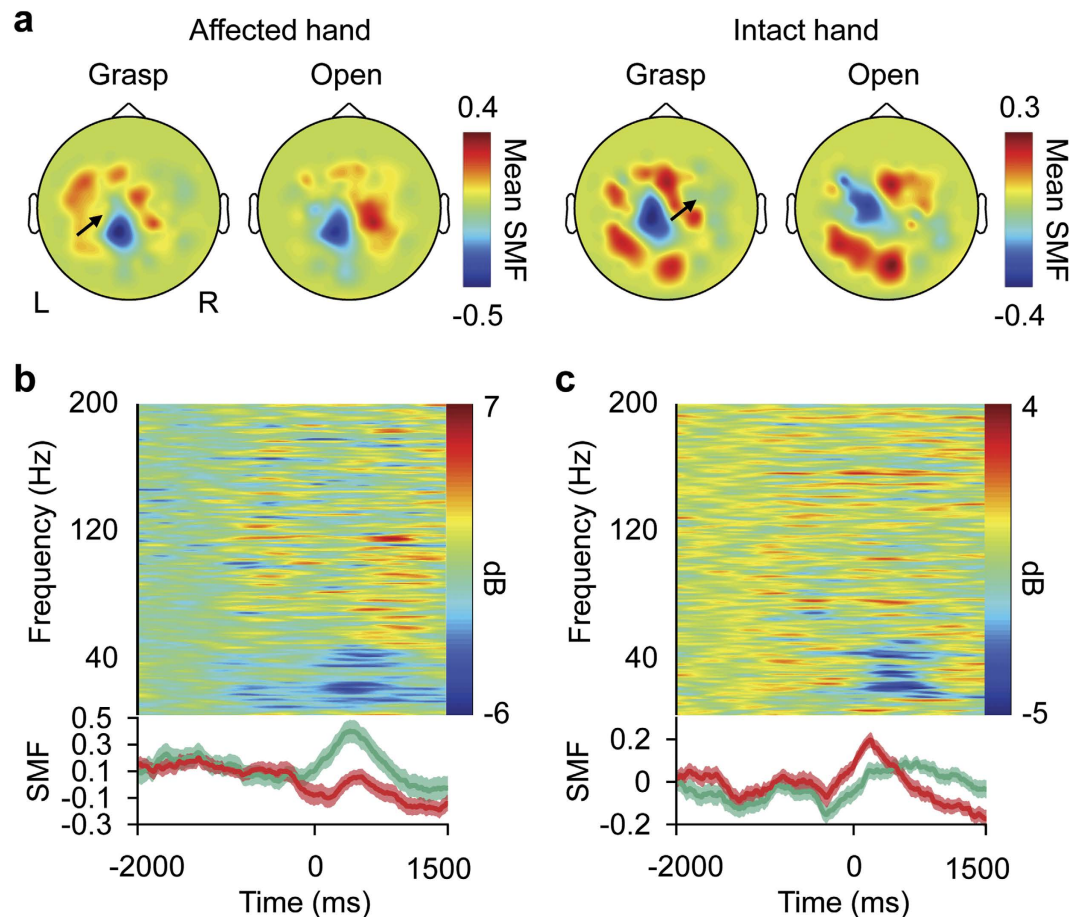 a
Affected hand
Intact hand
Grasp
Open
Grasp
Open
0.4
Mean SMF
-0.5
0.3
Mean SMF
-0.4
L
R
b
200
120
40
Frequency (Hz)
7
dB
-6
0.5
0.3
0.1
-0.1
-0.3
SMF
-2000
0
1500
Time (ms)
c
200
120
40
Frequency (Hz)
4
dB
-5
0.2
0
-0.2
SMF
-2000
0
1500
Time (ms)